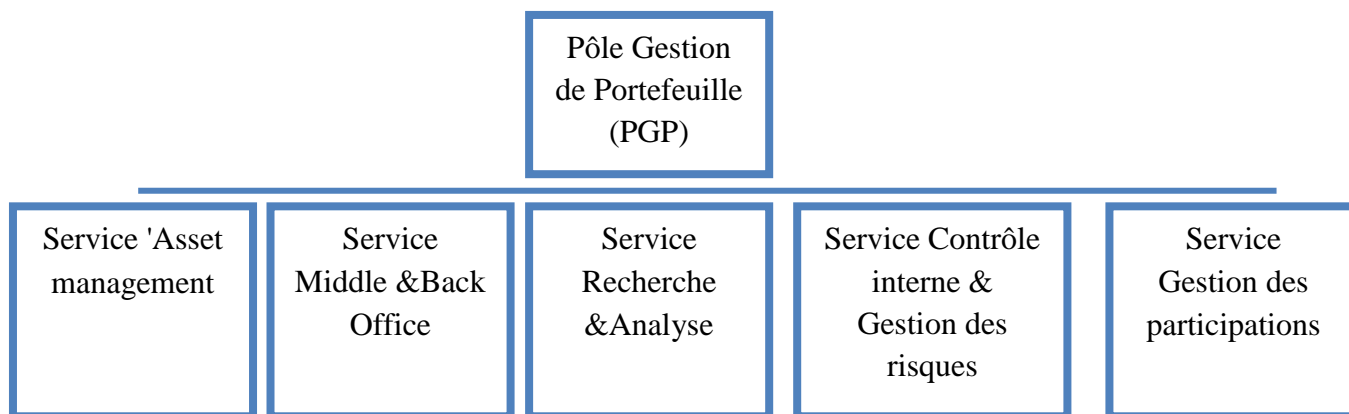 Pôle Gestion
de Portefeuille
(PGP)
Service 'Asset
management
Service
Middle &Back
Office
Service
Recherche
&Analyse
Service Contrôle
interne &
Gestion des
risques
Service
Gestion des
participations